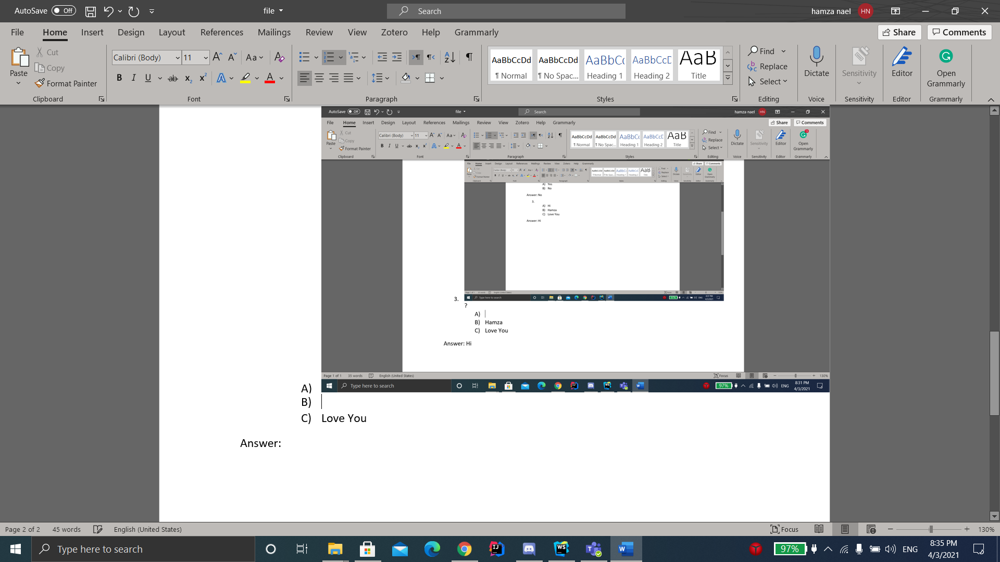 AutoSave Off file Search hamza nael HN
File Home Insert Design Layout References Mailings Review View Zotero Help Grammarly Share Comments
Paste Cut Copy Format Painter Clipboard
Calibri (Body) 11 Aa Font
Paragraph
AaBbCcDd AaBbCcDd AaBbCc AaBbCcE AaB
¶ Normal ¶ No Spac... Heading 1 Heading 2 Title
Styles
Find Replace Select Editing
Dictate Voice
Sensitivity Sensitivity
Editor Editor
Open Grammarly Grammarly
AutoSave Off file Search hamza nael HN
File Home Insert Design Layout References Mailings Review View Zotero Help Grammarly Share Comments
Paste Cut Copy Format Painter Clipboard
Calibri (Body) 11 Aa Font
Paragraph
AaBbCcDd AaBbCcDd AaBbC AaBbCcE AaB
¶ Normal ¶ No Spac... Heading 1 Heading 2 Title
Styles
Find Replace Select Editing
Dictate Voice
Sensitivity Sensitivity
Editor Editor
Open Grammarly Grammarly
A) Yes
B) No
Answer: No
3.
A) Hi
B) Hamza
C) Love You
Answer: Hi
Type here to search
3.
?
A)
B) Hamza
C) Love You
Answer: Hi
Page 1 of 1 35 words English (United States) Focus 130%
Type here to search 97% ENG 8:31 PM
4/3/2021
A)
B)
C) Love You
Answer:
Page 2 of 2 45 words English (United States) Focus 130%
Type here to search 97% ENG 8:35 PM
4/3/2021